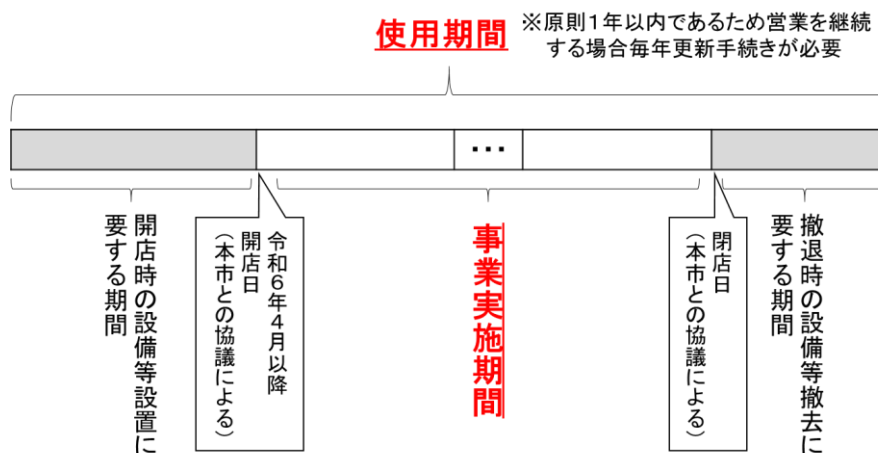 使用期間
※原則1年以内であるため営業を継続
する場合毎年更新手続きが必要
…
開店時の設備等設置に
要する期間
令和6年4月以降
開店日
(本市との協議による)
事業実施期間
閉店日
(本市との協議による)
撤退時の設備等撤去に
要する期間